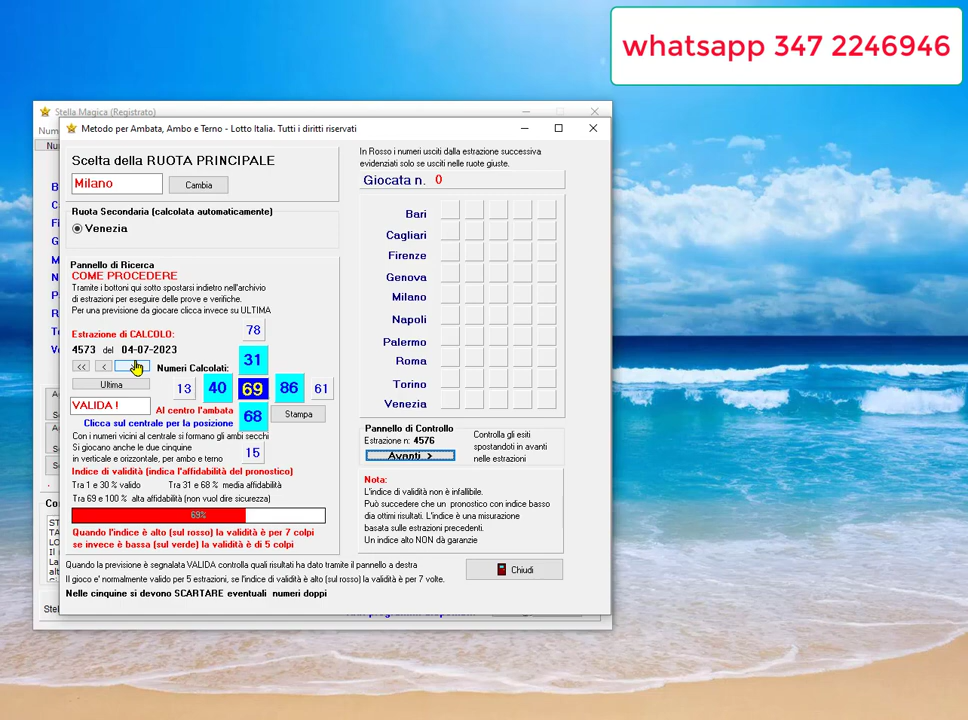 whatsapp 347 2246946
Stella Magica (Registrato)
Metodo per Ambata, Ambo e Terno - Lotto Italia. Tutti i diritti riservati
Scelta della RUOTA PRINCIPALE
Milano
Cambia
Ruota Secondaria (calcolata automaticamente)
Venezia
Pannello di Ricerca
COME PROCEDERE
Tramite i bottoni qui sotto spostarsi indietro nell'archivio
di estrazioni per eseguire delle prove e verifiche.
Per una previsione da giocare clicca invece su ULTIMA
Estrazione di CALCOLO:
78
4573 del 04-07-2023
31
<< <
Numeri Calcolati:
Ultima
13 40 69 86 61
VALIDA !
Al centro l'ambata
68
Stampa
Clicca sul centrale per la posizione
Con i numeri vicini al centrale si formano gli ambi secchi
Si giocano anche le due cinquine
in verticale e orizzontale, per ambo e terno
15
Indice di validità (indica l'affidabilità del pronostico)
Tra 1 e 30 % valido Tra 31 e 68 % media affidabilità
Tra 69 e 100 % alta affidabilità (non vuol dire sicurezza)
69%
Quando l'indice è alto (sul rosso) la validità è per 7 colpi
se invece è bassa (sul verde) la validità è di 5 colpi
In Rosso i numeri usciti dalla estrazione successiva
evidenziati solo se usciti nelle ruote giuste.
Giocata n. 0
Bari
Cagliari
Firenze
Genova
Milano
Napoli
Palermo
Roma
Torino
Venezia
Pannello di Controllo
Estrazione n: 4576
Avanti >
Controlla gli esiti
spostandoti in avanti
nelle estrazioni
Nota:
L'indice di validità non è infallibile.
Può succedere che un pronostico con indice basso
dia ottimi risultati. L'indice è una misurazione
basata sulle estrazioni precedenti.
Un indice alto NON dà garanzie
Quando la previsione è segnalata VALIDA controlla quali risultati ha dato tramite il pannello a destra
Il gioco e' normalmente valido per 5 estrazioni, se l'indice di validità è alto (sul rosso) la validità è per 7 volte.
Nelle cinquine si devono SCARTARE eventuali numeri doppi
Chiudi